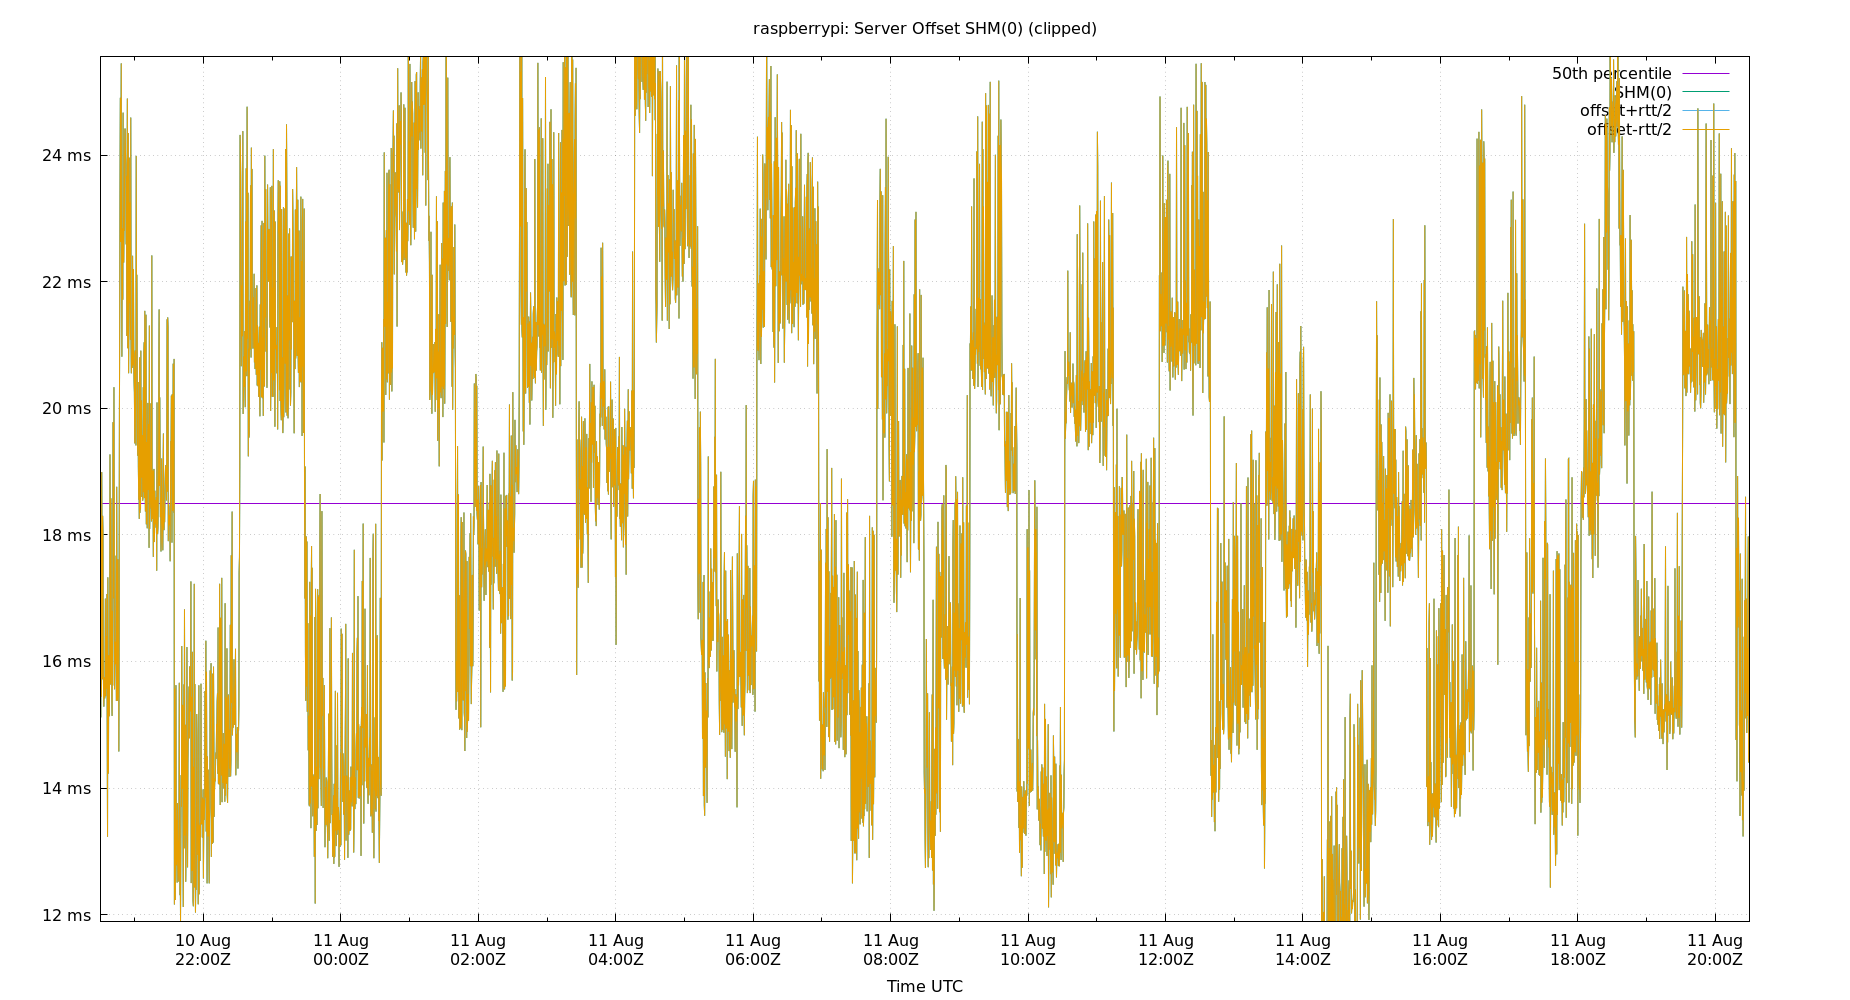 raspberrypi: Server Offset SHM(0) (clipped)
50th percentile
SHM(0)
offset+rtt/2
offset-rtt/2
24 ms
22 ms
20 ms
18 ms
16 ms
14 ms
12 ms
10 Aug 11 Aug 11 Aug 11 Aug 11 Aug 11 Aug 11 Aug 11 Aug 11 Aug 11 Aug 11 Aug 11 Aug
22:00Z 00:00Z 02:00Z 04:00Z 06:00Z 08:00Z 10:00Z 12:00Z 14:00Z 16:00Z 18:00Z 20:00Z
Time UTC